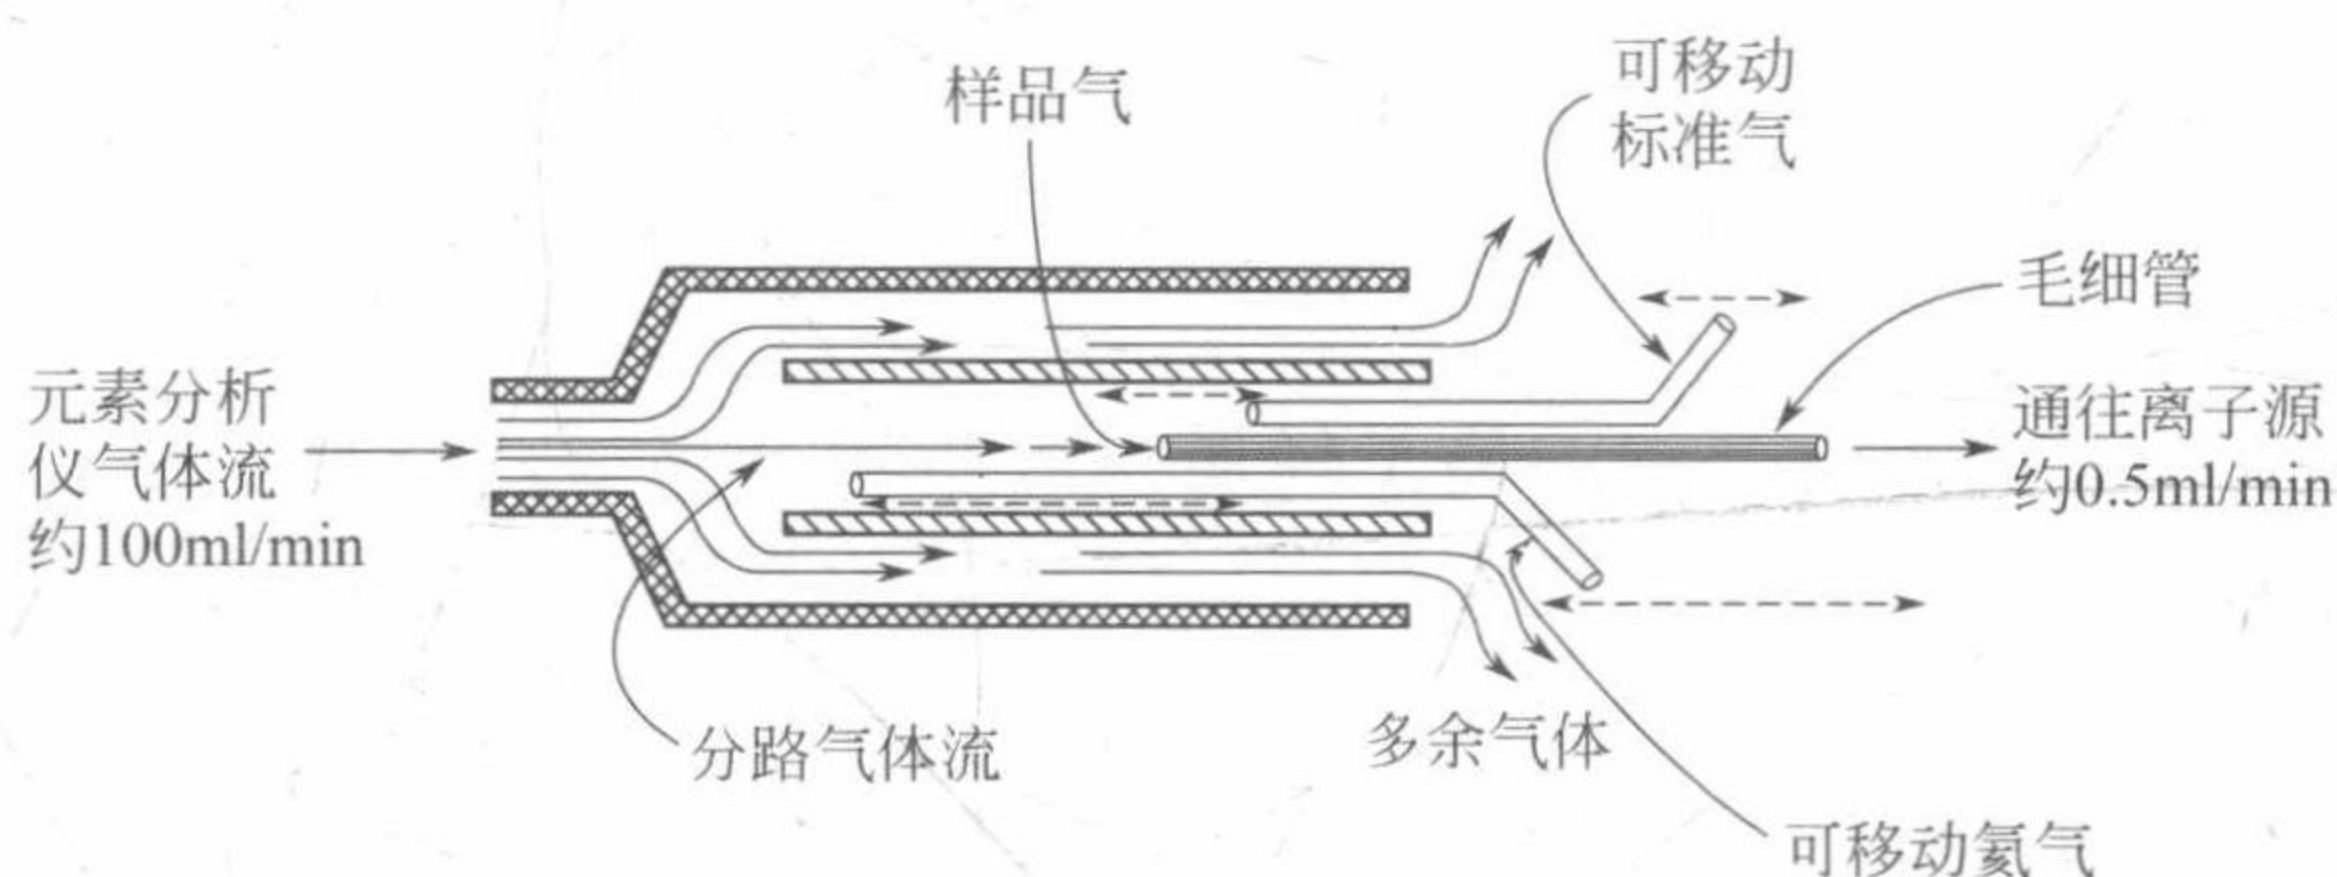 样品气
可移动
标准气
毛细管
元素分析
仪气体流
约100ml/min
通往离子源
约0.5ml/min
分路气体流
多余气体
可移动氦气